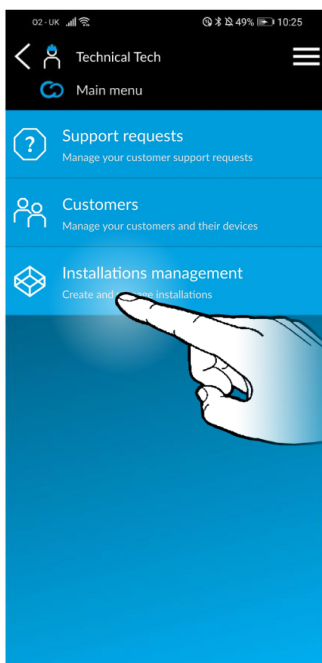 O2 - UK 49% 10:25
Technical Tech
Main menu
?
Support requests
Manage your customer support requests
Customers
Manage your customers and their devices
Installations management
Create and installations